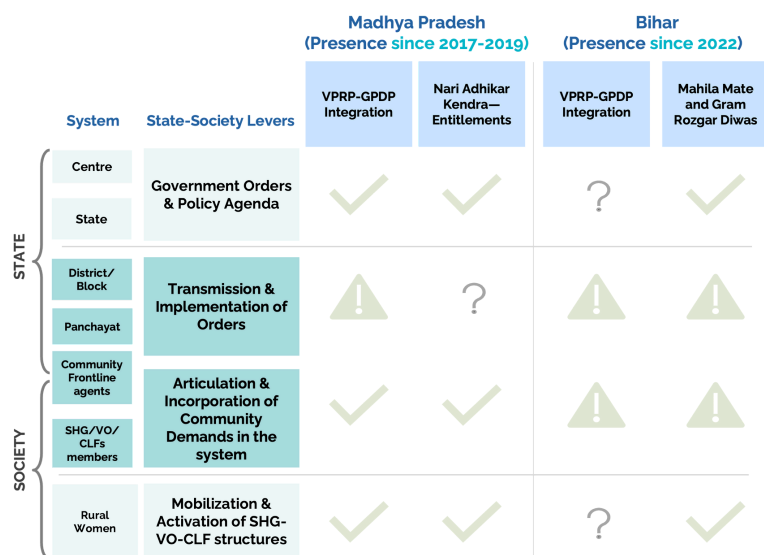 Madhya Pradesh
(Presence since 2017-2019)
Bihar
(Presence since 2022)
System
State-Society Levers
VPRP-GPDP
Integration
Nari Adhikar
Kendra—
Entitlements
VPRP-GPDP
Integration
Mahila Mate
and Gram
Rozgar Diwas
STATE
Centre
State
Government Orders
& Policy Agenda
?
District/
Block
Panchayat
Transmission &
Implementation of
Orders
!
?
!
!
Community
Frontline
agents
SOCIETY
SHG/VO/
CLFs
members
Articulation &
Incorporation of
Community
Demands in the
system
!
!
Rural
Women
Mobilization &
Activation of SHG-
VO-CLF structures
?